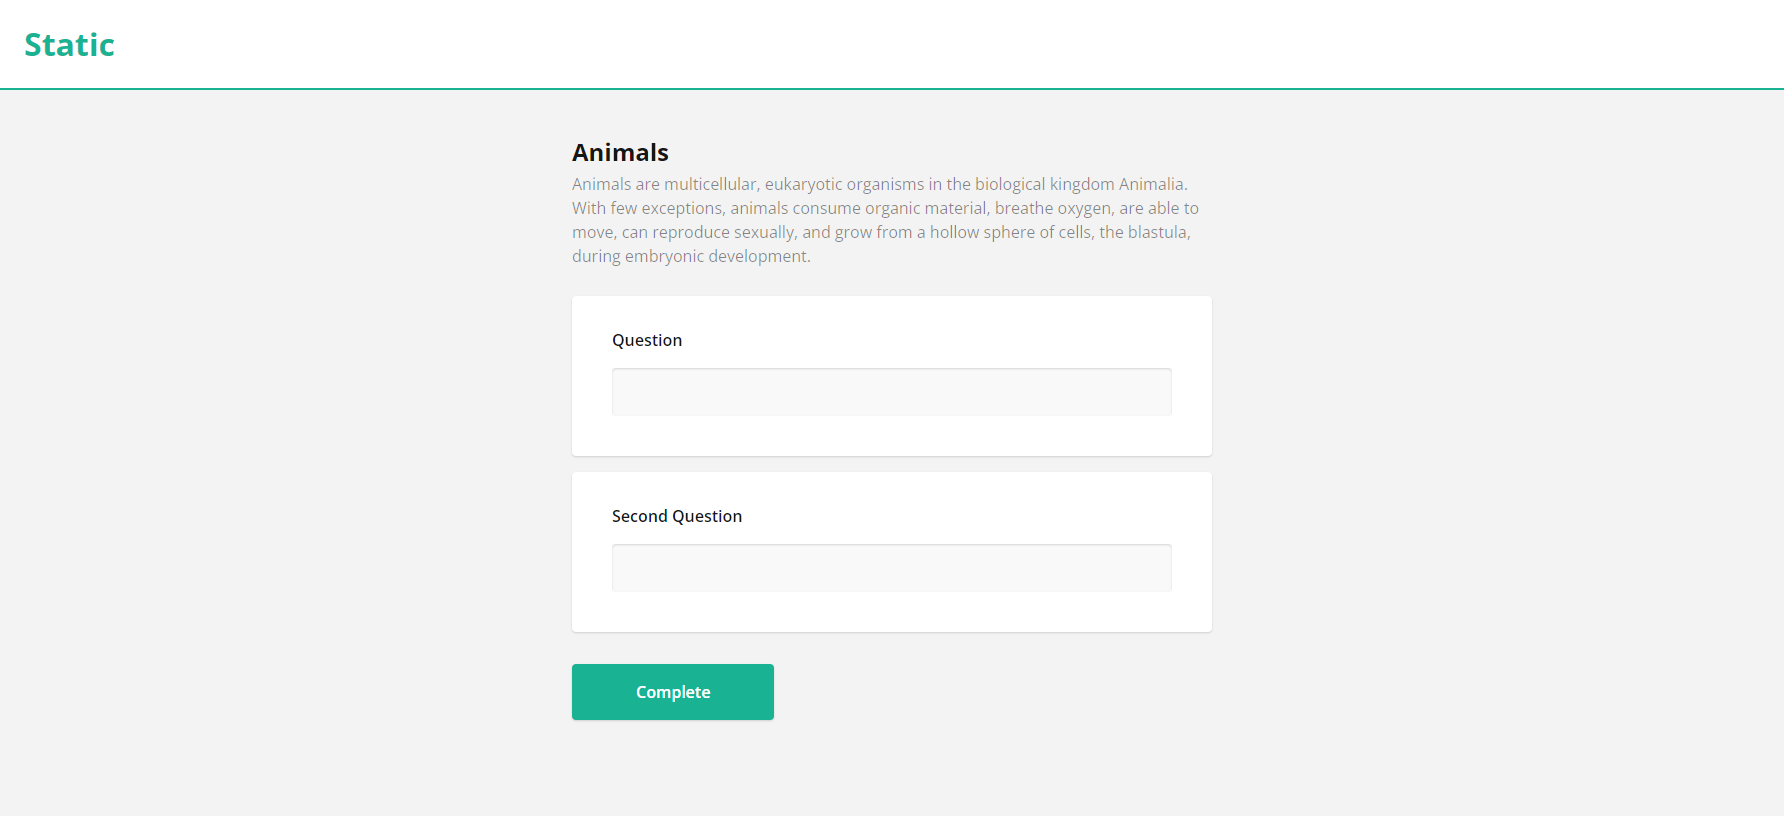 Static
Animals
Animals are multicellular, eukaryotic organisms in the biological kingdom Animalia.
With few exceptions, animals consume organic material, breathe oxygen, are able to
move, can reproduce sexually, and grow from a hollow sphere of cells, the blastula,
during embryonic development.
Question
Second Question
Complete